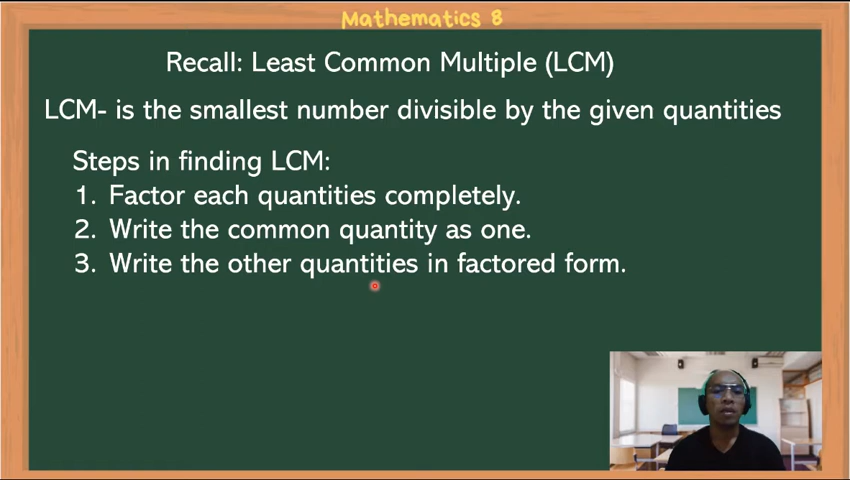 Mathematics 8
Recall: Least Common Multiple (LCM)
LCM- is the smallest number divisible by the given quantities
Steps in finding LCM:
1. Factor each quantities completely.
2. Write the common quantity as one.
3. Write the other quantities in factored form.